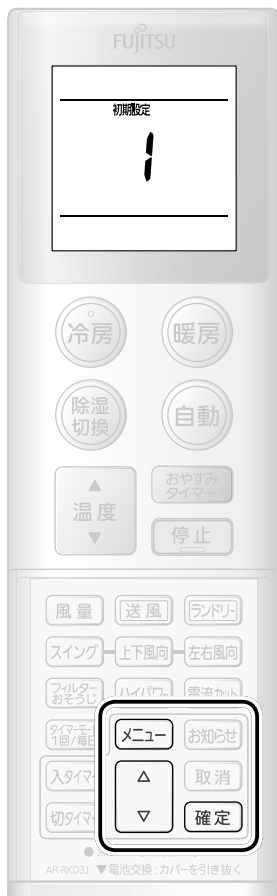 FUJITSU
初期設定
1
冷房 暖房
除湿
切換
自動
▲
温度
▼
おやすみ
タイマー
停止
風量 送風 ランドリー
スイング 上下風向 左右風向
フィルター
おそうじ
ハイパワー 電流カット
タイマーモード
1回/毎日
メニュー お知らせ
入タイマー △ 取消
切タイマー ▽ 確定
AR-RKD3J ▼電池交換:カバーを引き抜く